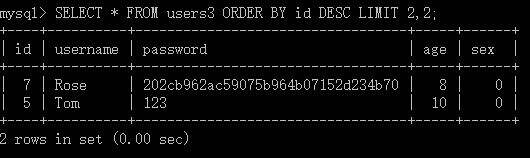 mysql> SELECT * FROM users3 ORDER BY id DESC LIMIT 2,2;
+----+----------+----------------------------------+-----+-----+
| id | username | password | age | sex |
+----+----------+----------------------------------+-----+-----+
| 7 | Rose | 202cb962ac59075b964b07152d234b70 | 8 | 0 |
| 5 | Tom | 123 | 10 | 0 |
+----+----------+----------------------------------+-----+-----+
2 rows in set (0.00 sec)